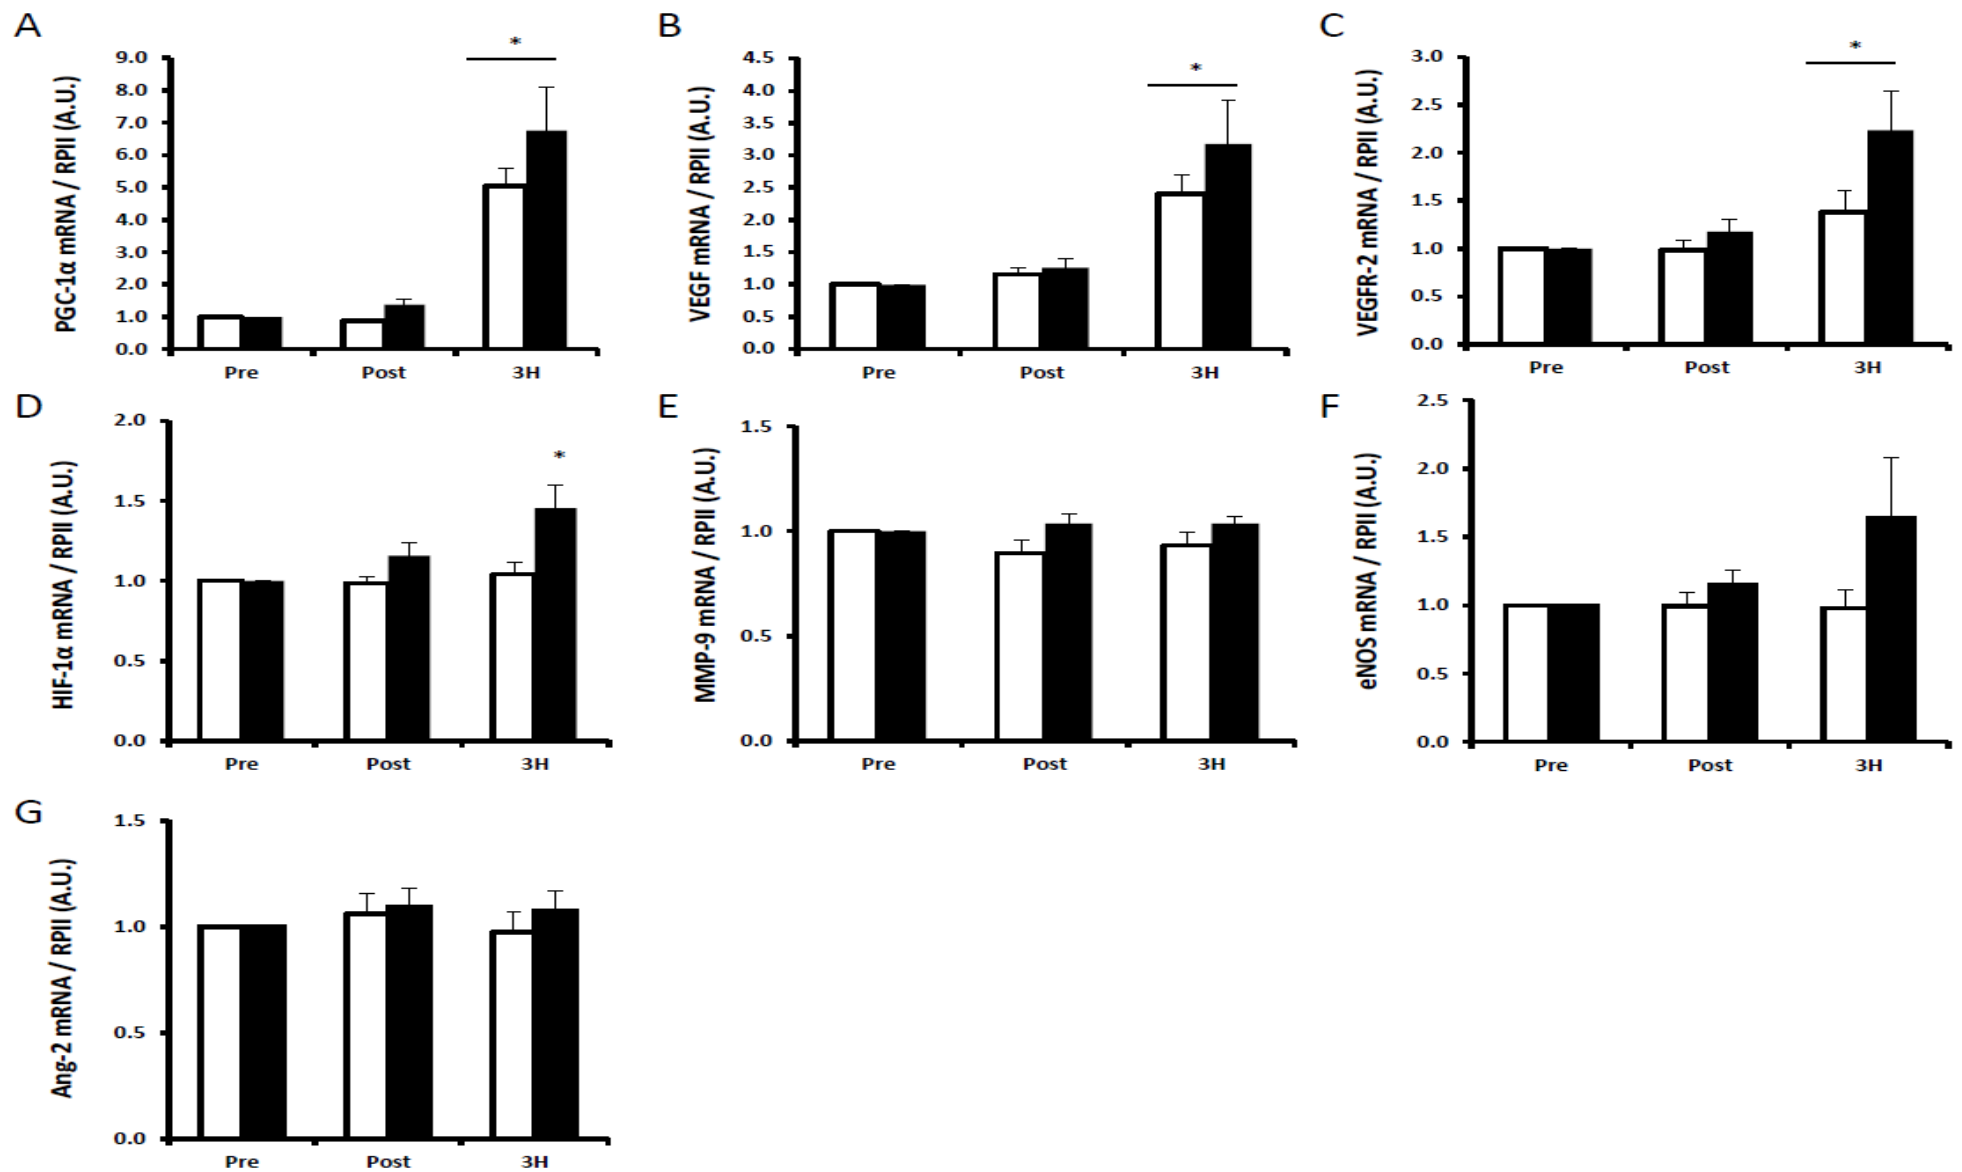 A
PGC-1α mRNA / RPII (A.U.)
9.0
8.0
7.0
6.0
5.0
4.0
3.0
2.0
1.0
0.0
*
Pre Post 3H
B
VEGF mRNA / RPII (A.U.)
4.5
4.0
3.5
3.0
2.5
2.0
1.5
1.0
0.5
0.0
*
Pre Post 3H
C
VEGFR-2 mRNA / RPII (A.U.)
3.0
2.5
2.0
1.5
1.0
0.5
0.0
*
Pre Post 3H
D
HIF-1α mRNA / RPII (A.U.)
2.0
1.5
1.0
0.5
0.0
*
Pre Post 3H
E
MMP-9 mRNA / RPII (A.U.)
1.5
1.0
0.5
0.0
Pre Post 3H
F
eNOS mRNA / RPII (A.U.)
2.5
2.0
1.5
1.0
0.5
0.0
Pre Post 3H
G
Ang-2 mRNA / RPII (A.U.)
1.5
1.0
0.5
0.0
Pre Post 3H